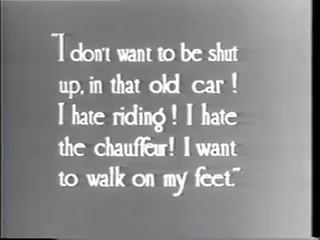 "I don't want to be shut
up, in that old car!
I hate riding! I hate
the chauffeur! I want
to walk on my feet."